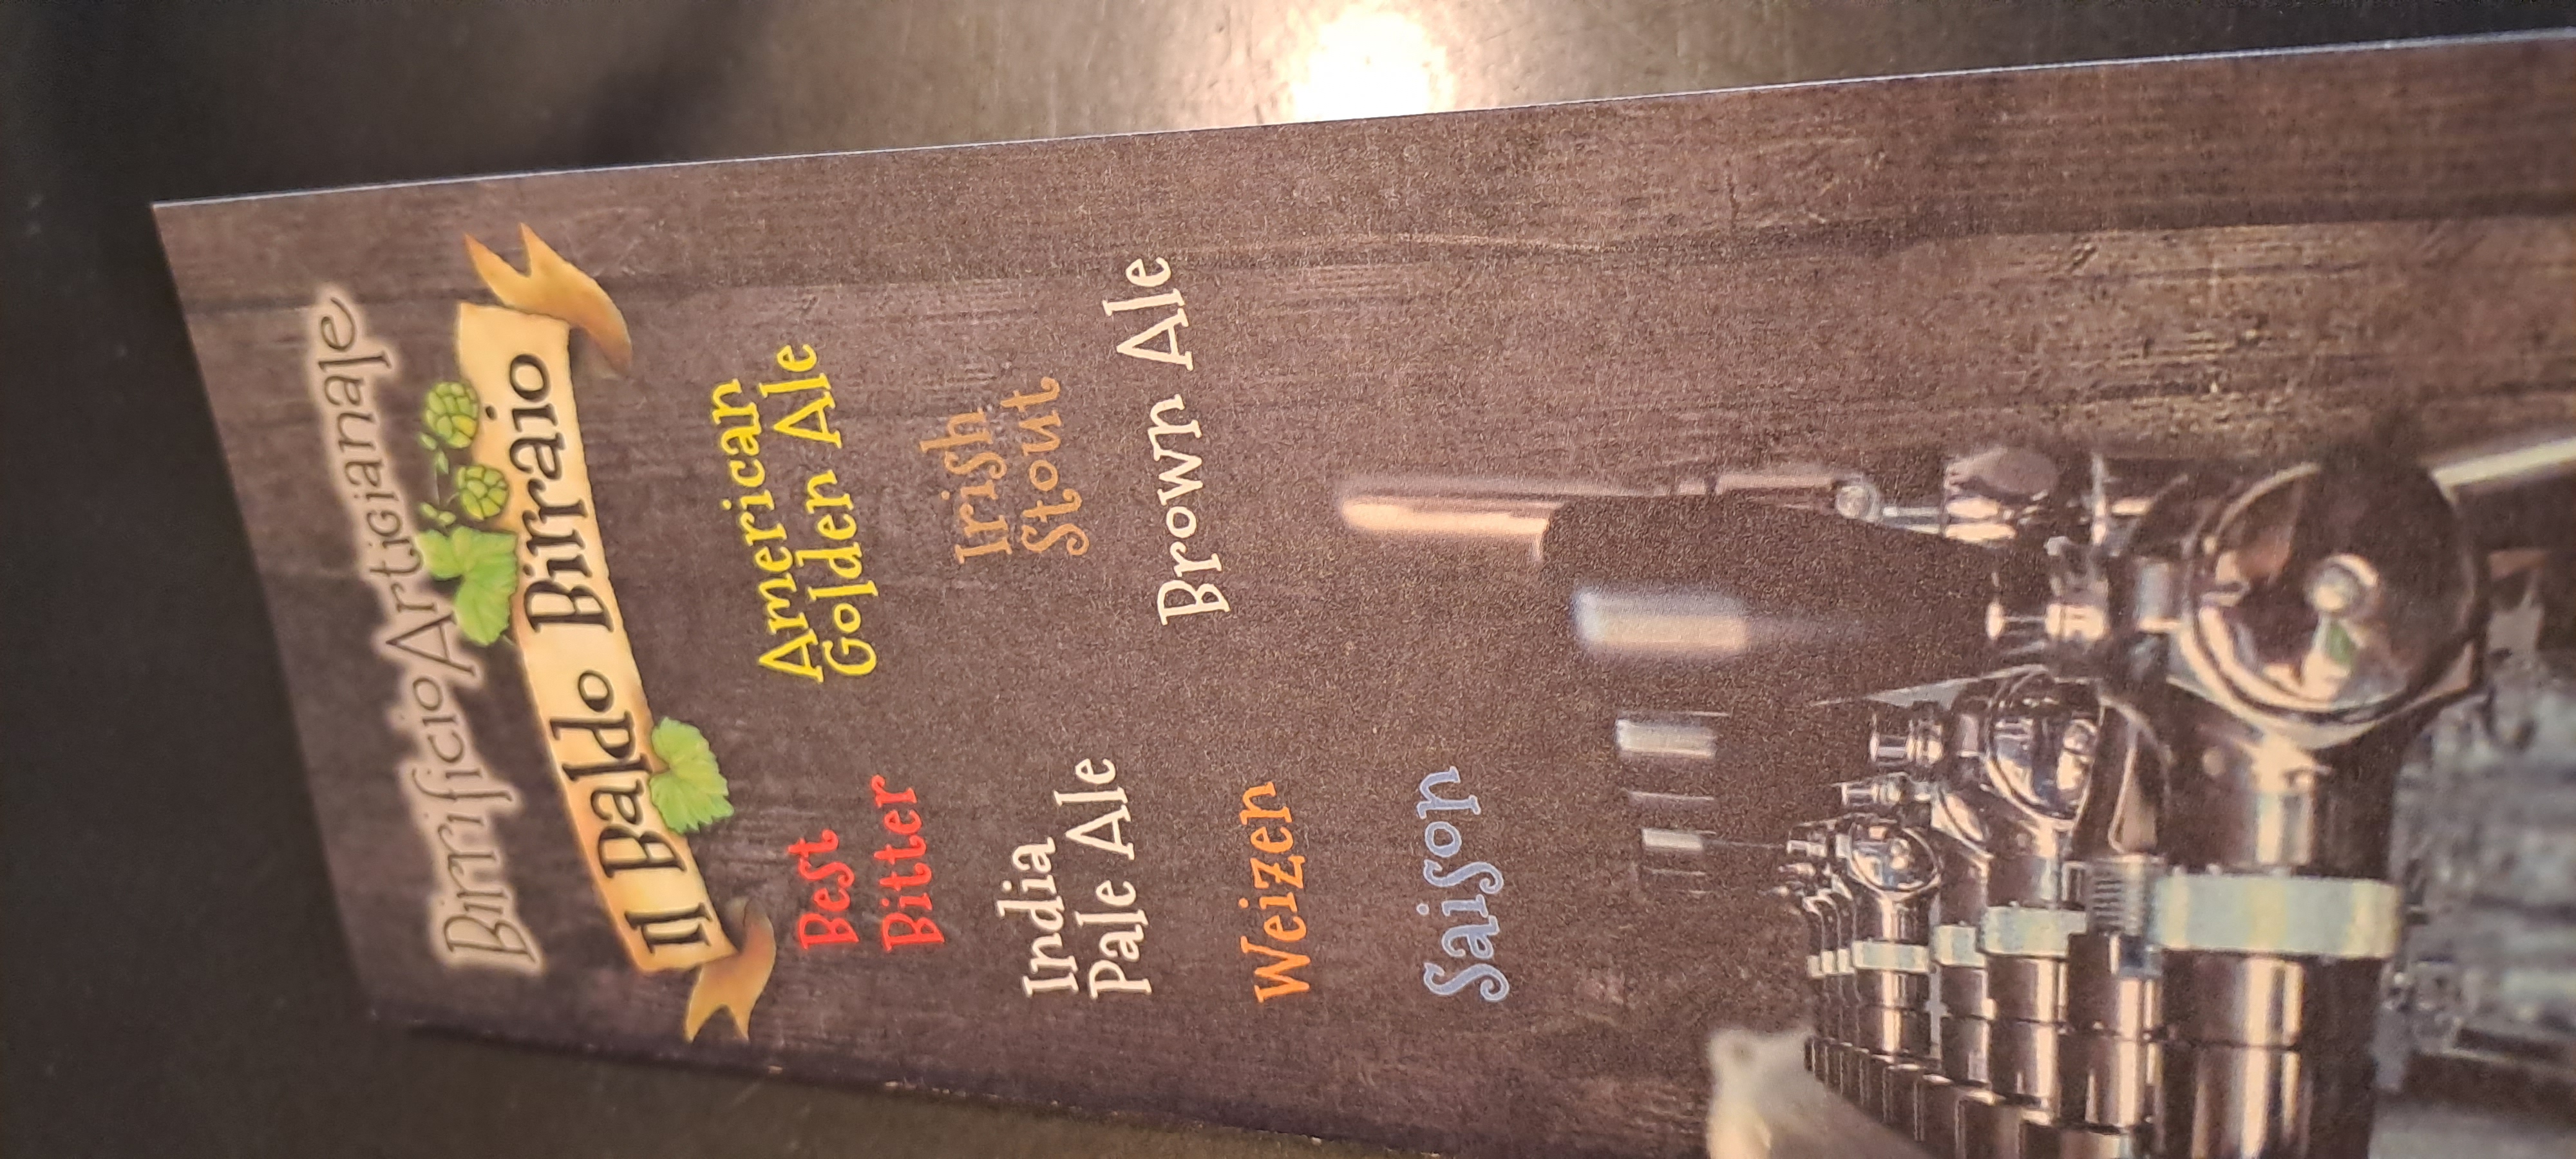 Birrificio Artigianale
Il Baldo Birraio
Best
Bitter
American
Golden Ale
India
Pale Ale
Irish
Stout
Weizen
Brown Ale
Saison